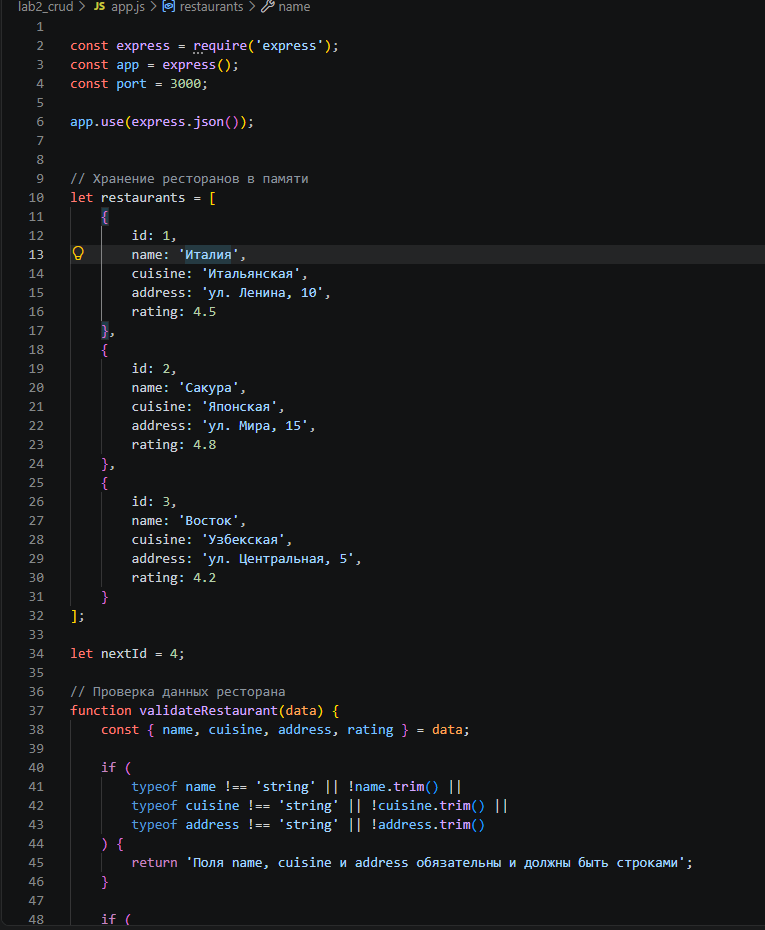 lab2_crud > JS app.js > restaurants > name
1
2 const express = require('express');
3 const app = express();
4 const port = 3000;
5
6 app.use(express.json());
7
8
9 // Хранение ресторанов в памяти
10 let restaurants = [
11 {
12 id: 1,
13 name: 'Италия',
14 cuisine: 'Итальянская',
15 address: 'ул. Ленина, 10',
16 rating: 4.5
17 },
18 {
19 id: 2,
20 name: 'Сакура',
21 cuisine: 'Японская',
22 address: 'ул. Мира, 15',
23 rating: 4.8
24 },
25 {
26 id: 3,
27 name: 'Восток',
28 cuisine: 'Узбекская',
29 address: 'ул. Центральная, 5',
30 rating: 4.2
31 }
32 ];
33
34 let nextId = 4;
35
36 // Проверка данных ресторана
37 function validateRestaurant(data) {
38 const { name, cuisine, address, rating } = data;
39
40 if (
41 typeof name !== 'string' || !name.trim() ||
42 typeof cuisine !== 'string' || !cuisine.trim() ||
43 typeof address !== 'string' || !address.trim()
44 ) {
45 return 'Поля name, cuisine и address обязательны и должны быть строками';
46 }
47
48 if (